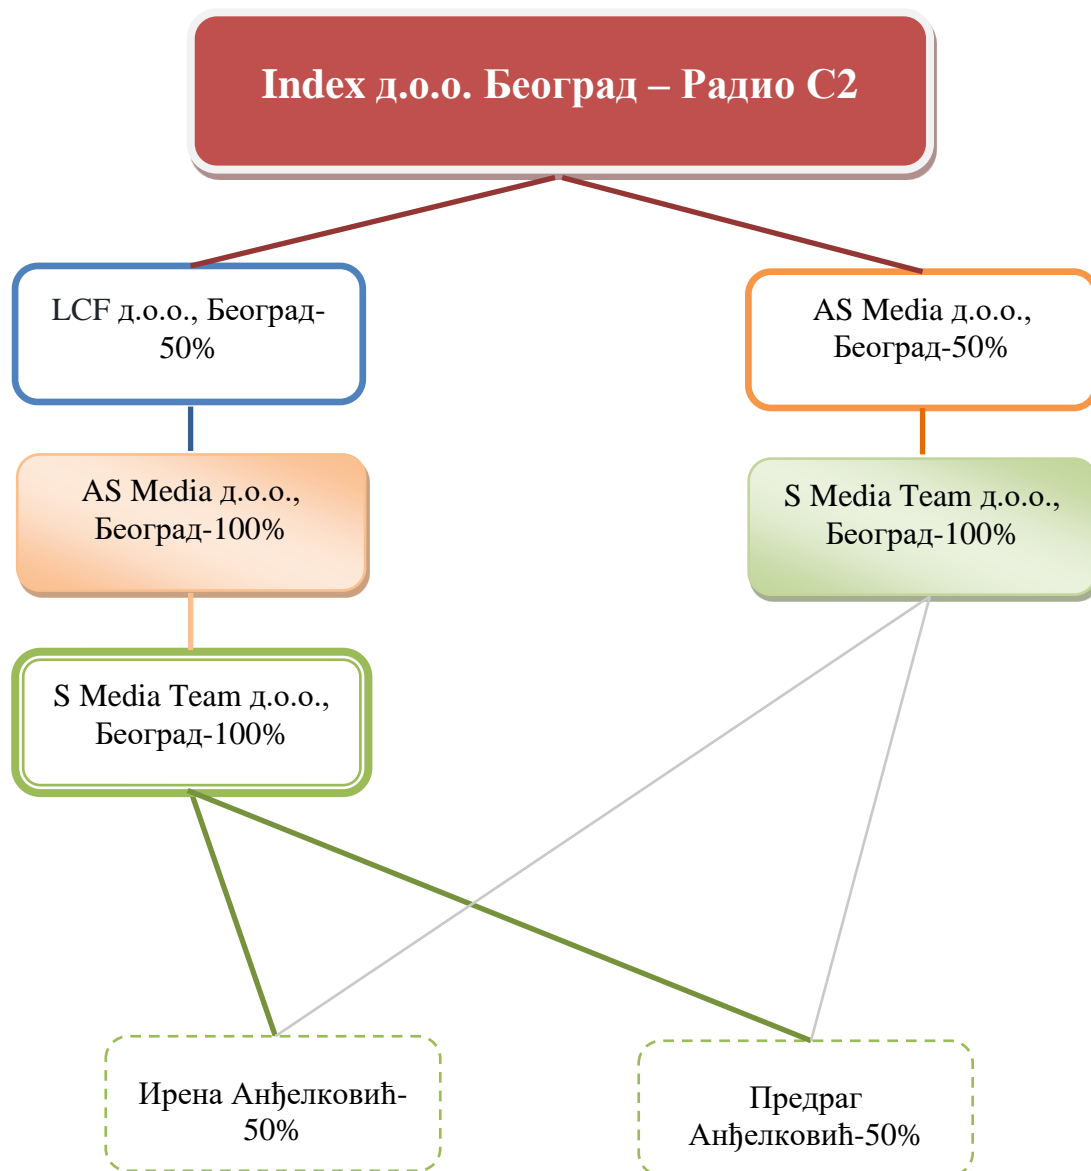 Index д.о.о. Београд – Радио С2
LCF д.о.о., Београд-
50%
AS Media д.о.о.,
Београд-50%
AS Media д.о.о.,
Београд-100%
S Media Team д.о.о.,
Београд-100%
S Media Team д.о.о.,
Београд-100%
Ирена Анђелковић-
50%
Предраг
Анђелковић-50%